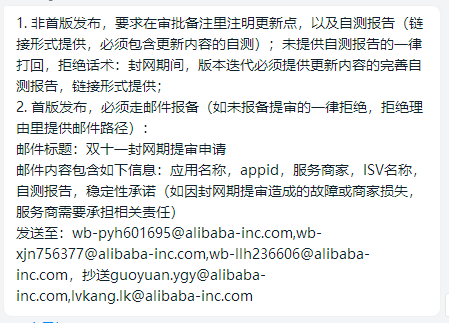 1. 非首版发布，要求在审批备注里注明更新点，以及自测报告（链
接形式提供，必须包含更新内容的自测）；未提供自测报告的一律
打回，拒绝话术：封网期间，版本迭代必须提供更新内容的完善自
测报告，链接形式提供；
2. 首版发布，必须走邮件报备（如未报备提审的一律拒绝，拒绝理
由里提供邮件路径）：
邮件标题：双十一封网期提审申请
邮件内容包含如下信息：应用名称，appid，服务商家，ISV名称，
自测报告，稳定性承诺（如因封网期提审造成的故障或商家损失，
服务商需要承担相关责任）
发送至：wb-pyh601695@alibaba-inc.com,wb-
xjn756377@alibaba-inc.com,wb-llh236606@alibaba-
inc.com，抄送guoyuan.ygy@alibaba-
inc.com,lvkang.lk@alibaba-inc.com